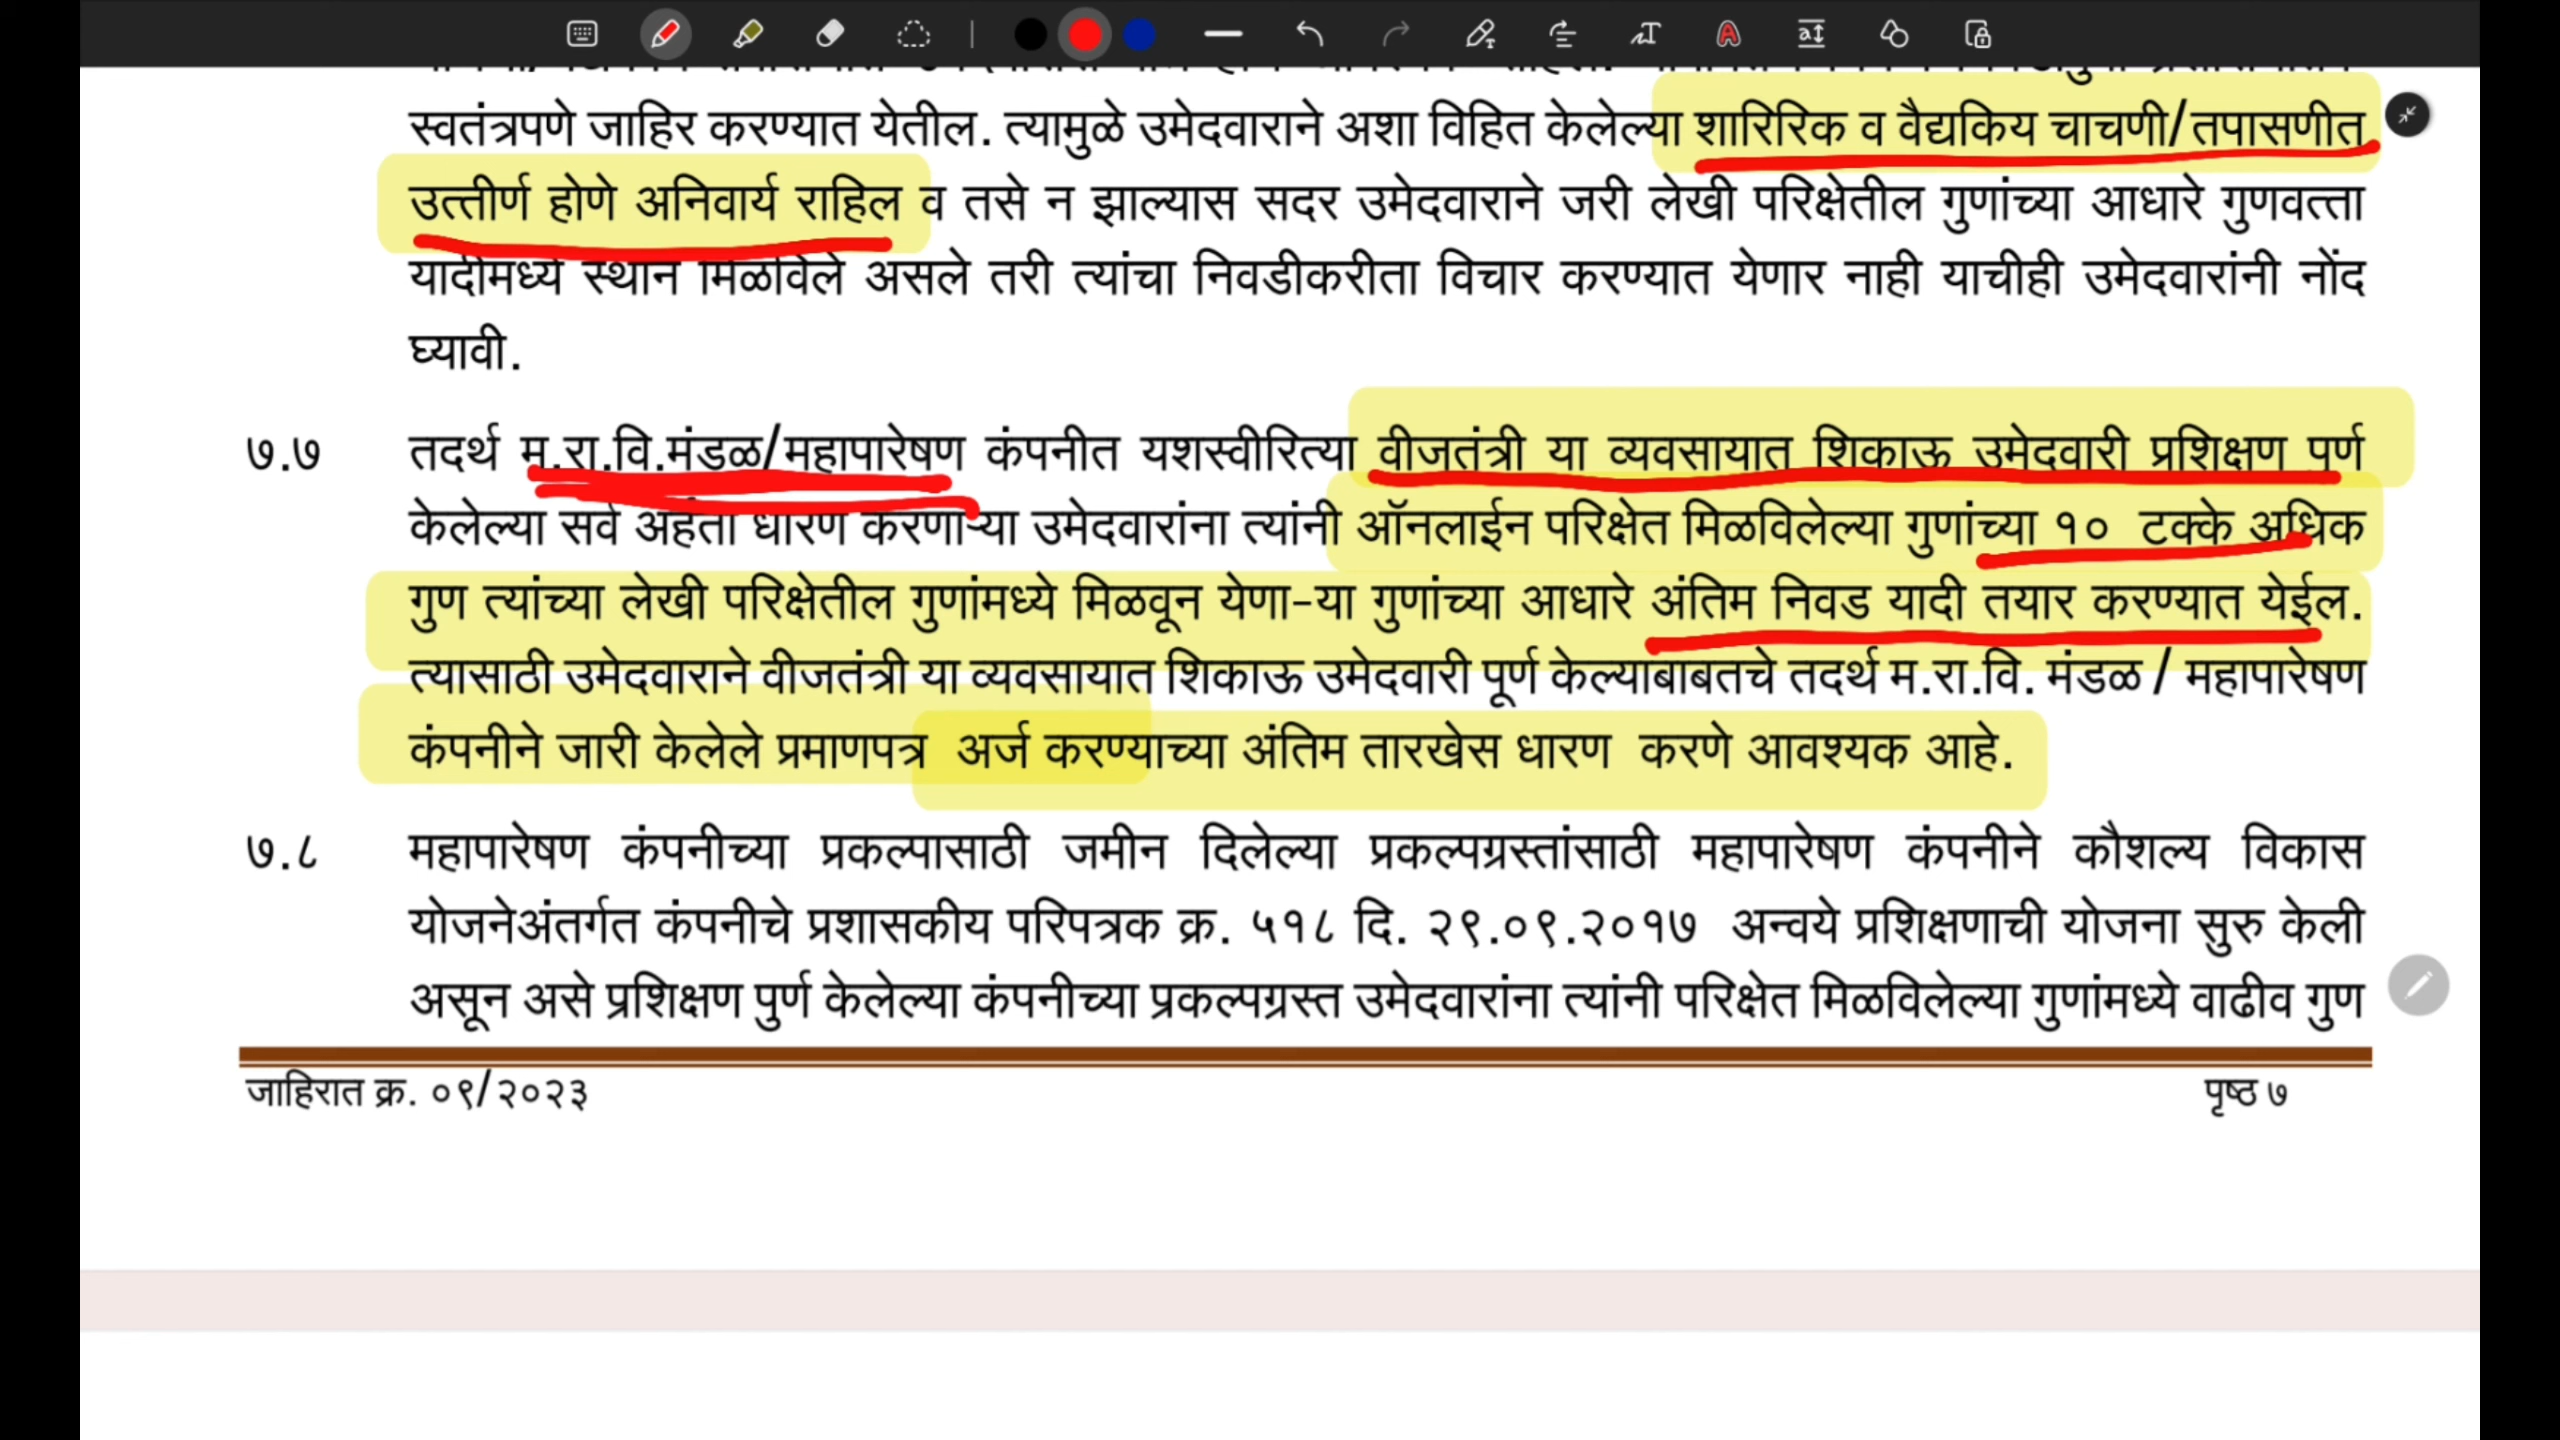 स्वतंत्रपणे जाहिर करण्यात येतील. त्यामुळे उमेदवाराने अशा विहित केलेल्या शारिरिक व वैद्यकिय चाचणी/तपासणीत
उत्तीर्ण होणे अनिवार्य राहिल व तसे न झाल्यास सदर उमेदवाराने जरी लेखी परिक्षेतील गुणांच्या आधारे गुणवत्ता
यादीमध्ये स्थान मिळविले असले तरी त्यांचा निवडीकरीता विचार करण्यात येणार नाही याचीही उमेदवारांनी नोंद
घ्यावी.
७.७ तदर्थ म.रा.वि.मंडळ/महापारेषण कंपनीत यशस्वीरित्या वीजतंत्री या व्यवसायात शिकाऊ उमेदवारी प्रशिक्षण पुर्ण
केलेल्या सर्व अर्हता धारण करणाऱ्या उमेदवारांना त्यांनी ऑनलाईन परिक्षेत मिळविलेल्या गुणांच्या १० टक्के अधिक
गुण त्यांच्या लेखी परिक्षेतील गुणांमध्ये मिळवून येणा-या गुणांच्या आधारे अंतिम निवड यादी तयार करण्यात येईल.
त्यासाठी उमेदवाराने वीजतंत्री या व्यवसायात शिकाऊ उमेदवारी पूर्ण केल्याबाबतचे तदर्थ म.रा.वि. मंडळ / महापारेषण
कंपनीने जारी केलेले प्रमाणपत्र अर्ज करण्याच्या अंतिम तारखेस धारण करणे आवश्यक आहे.
७.८ महापारेषण कंपनीच्या प्रकल्पासाठी जमीन दिलेल्या प्रकल्पग्रस्तांसाठी महापारेषण कंपनीने कौशल्य विकास
योजनेअंतर्गत कंपनीचे प्रशासकीय परिपत्रक क्र. ५१८ दि. २९.०९.२०१७ अन्वये प्रशिक्षणाची योजना सुरु केली
असून असे प्रशिक्षण पुर्ण केलेल्या कंपनीच्या प्रकल्पग्रस्त उमेदवारांना त्यांनी परिक्षेत मिळविलेल्या गुणांमध्ये वाढीव गुण
जाहिरात क्र. ०९/२०२३ पृष्ठ ७